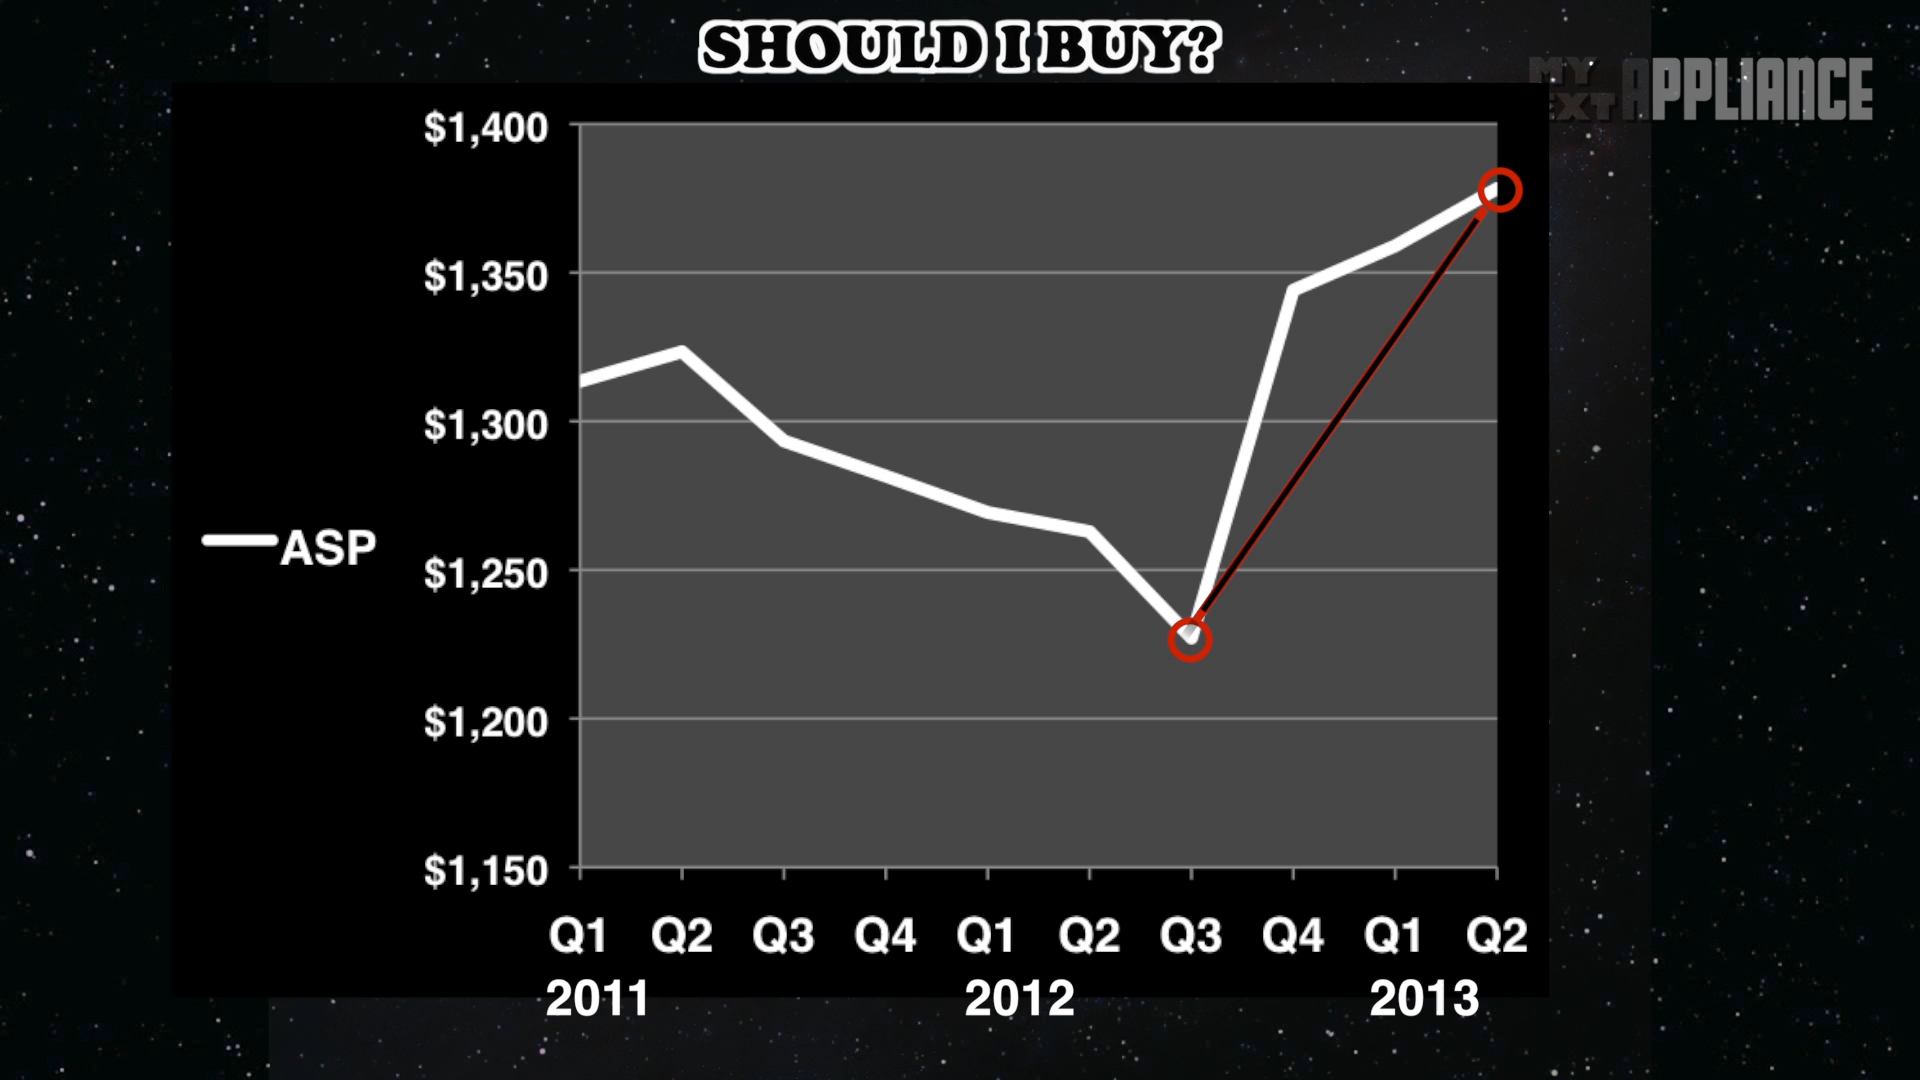 SHOULD I BUY?
MY
EXT APPLIANCE
$1,400
$1,350
$1,300
$1,250
$1,200
$1,150
ASP
Q1 Q2 Q3 Q4 Q1 Q2 Q3 Q4 Q1 Q2
2011 2012 2013